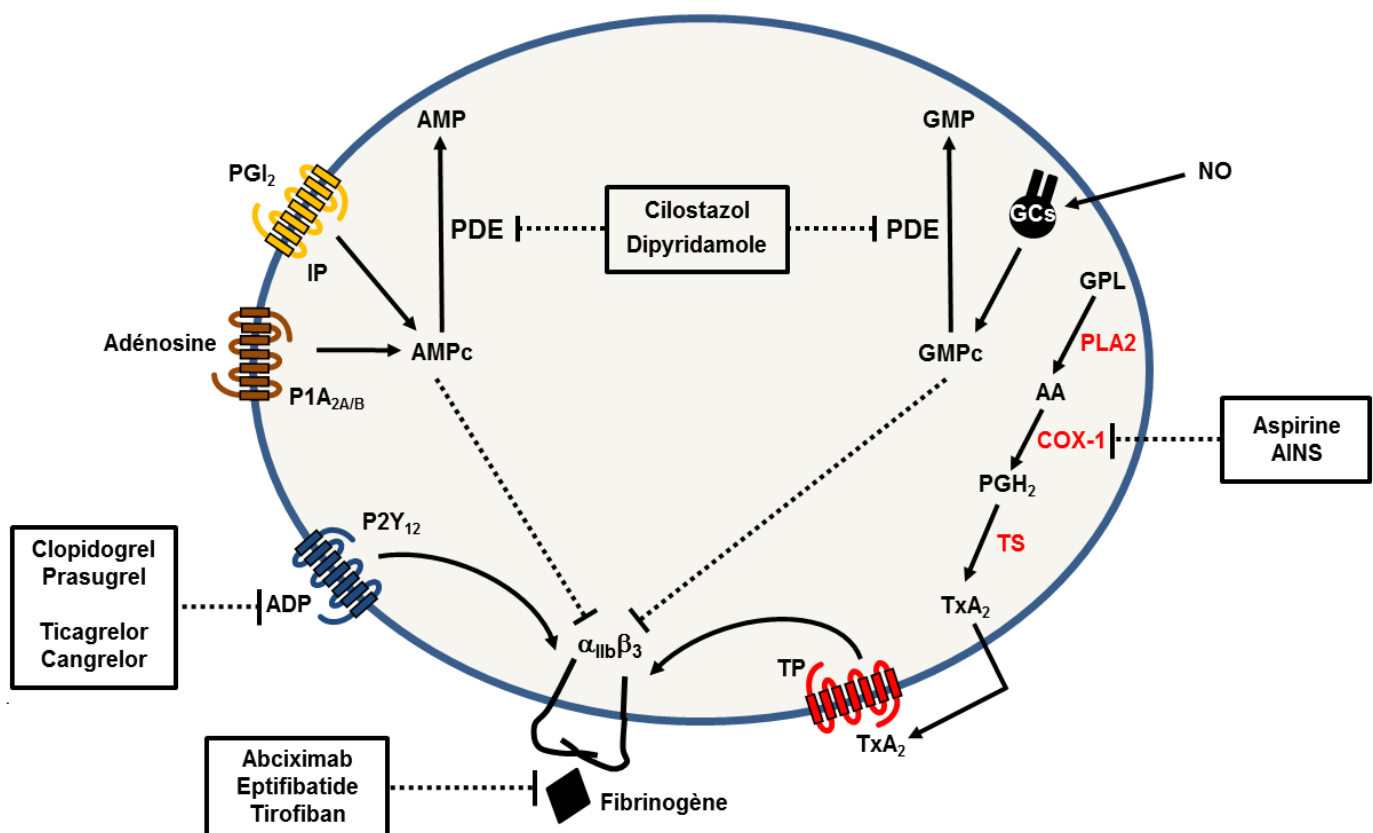 AMP
GMP
PGI2
NO
GCs
Cilostazol
Dipyridamole
PDE
PDE
IP
GPL
Adénosine
AMPc
GMPc
PLA2
P1A2A/B
AA
COX-1
Aspirine
AINS
PGH2
P2Y12
TS
Clopidogrel
Prasugrel
Ticagrelor
Cangrelor
ADP
TxA2
αIIbβ3
TP
TxA2
Abciximab
Eptifibatide
Tirofiban
Fibrinogène